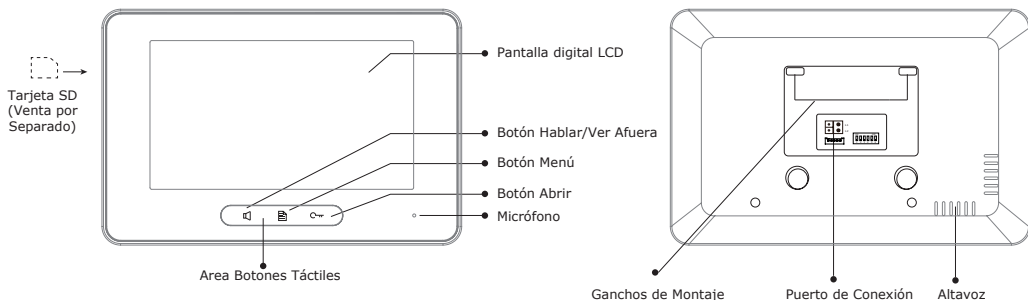 Pantalla digital LCD
Tarjeta SD
(Venta por
Separado)
Botón Hablar/Ver Afuera
Botón Menú
Botón Abrir
Micrófono
Area Botones Táctiles
Ganchos de Montaje
Puerto de Conexión
Altavoz